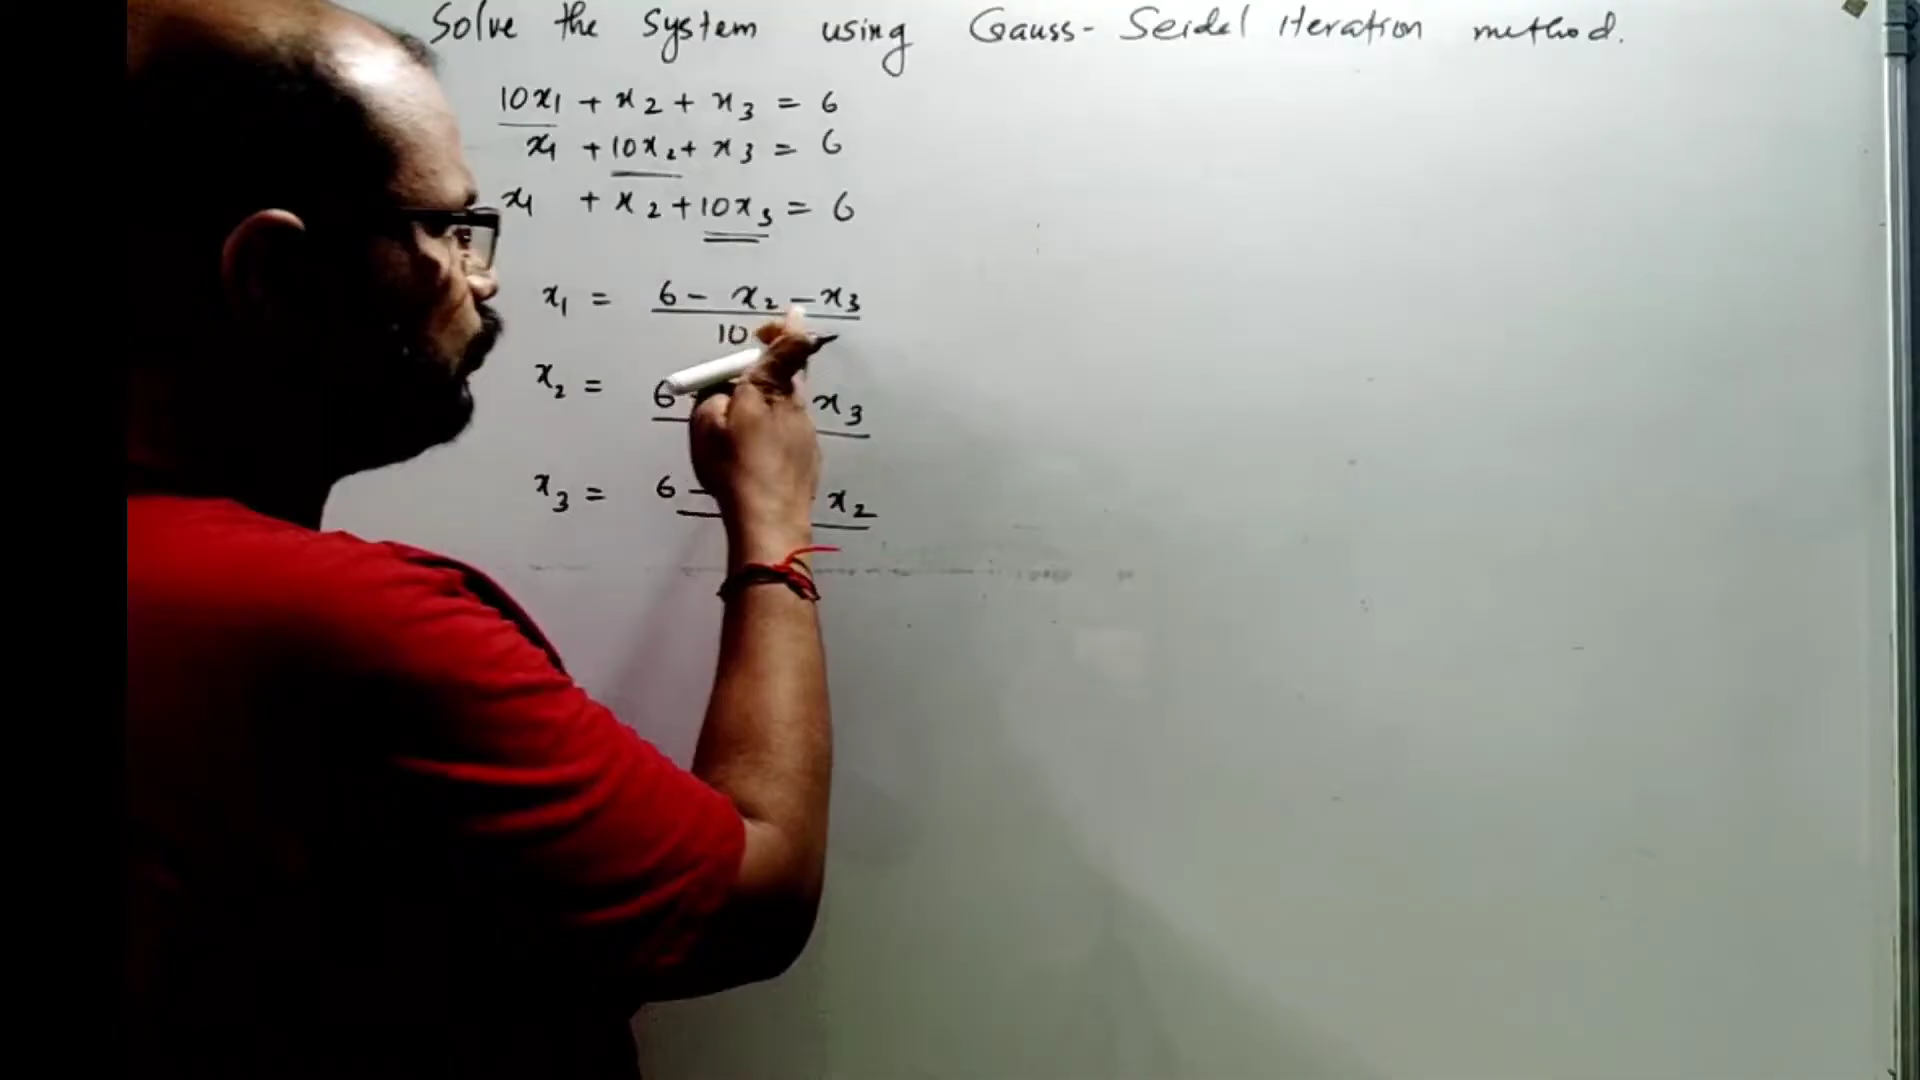 Solve the system using Gauss-Seidel iteration method.
10x1 + x2 + x3 = 6
x1 + 10x2 + x3 = 6
x1 + x2 + 10x3 = 6
x1 = 6 - x2 - x3
10
x2 = 6 x3
x3 = 6 - x2